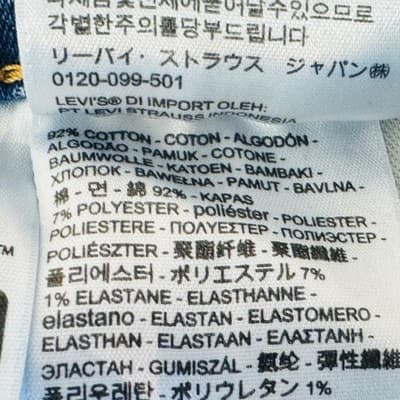 각별한주의를당부드립니다
リーバイ・ストラウス ジャパン㈱
0120-099-501
LEVI'S® DI IMPORT OLEH:
PT LEVI STRAUSS INDONESIA
92% COTTON - COTON - ALGODÓN -
ALGODÃO - PAMUK - COTONE -
BAUMWOLLE - KATOEN - BAMBAKI -
ХЛОПОК - BAWEŁNA - PAMUT - BAVLNA -
棉 - 면 - 綿 92% - KAPAS
7% POLYESTER - poliéster - POLIESTER -
POLIESTERE - ΠΟΛΥΕΣΤΕΡ - ПОЛИЭСТЕР -
POLIÉSZTER - 聚酯纤维 - 聚酯纖維 -
폴리에스터 - ポリエステル 7%
1% ELASTANE - ELASTHANNE -
elastano - ELASTAN - ELASTOMERO -
ELASTHAN - ELASTAAN - ΕΛΑΣΤΑΝΗ -
ЭЛАСТАН - GUMISZÁL - 氨纶 - 彈性纖維
폴리우레탄 - ポリウレタン 1%
TM